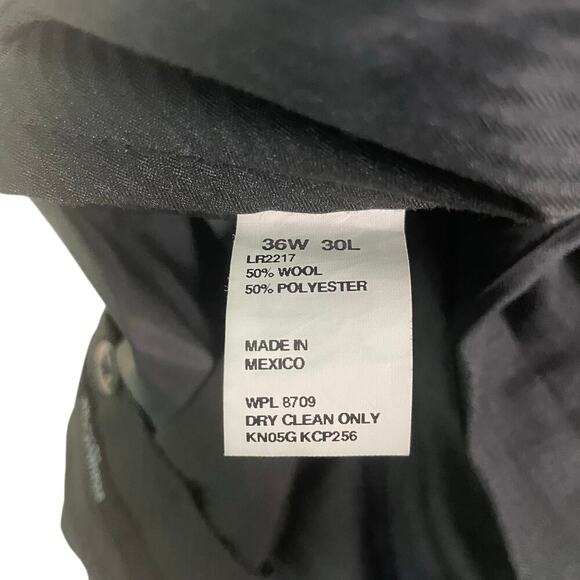 36W 30L
LR2217
50% WOOL
50% POLYESTER
MADE IN
MEXICO
WPL 8709
DRY CLEAN ONLY
KN05G KCP256